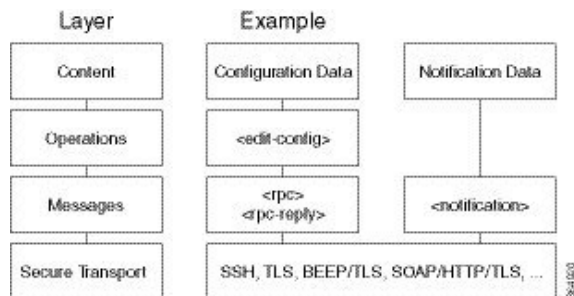 Layer Example
Content Configuration Data Notification Data
Operations <edit-config>
Messages <rpc> <notification>
<rpc-reply>
Secure Transport SSH, TLS, BEEP/TLS, SOAP/HTTP/TLS, ...